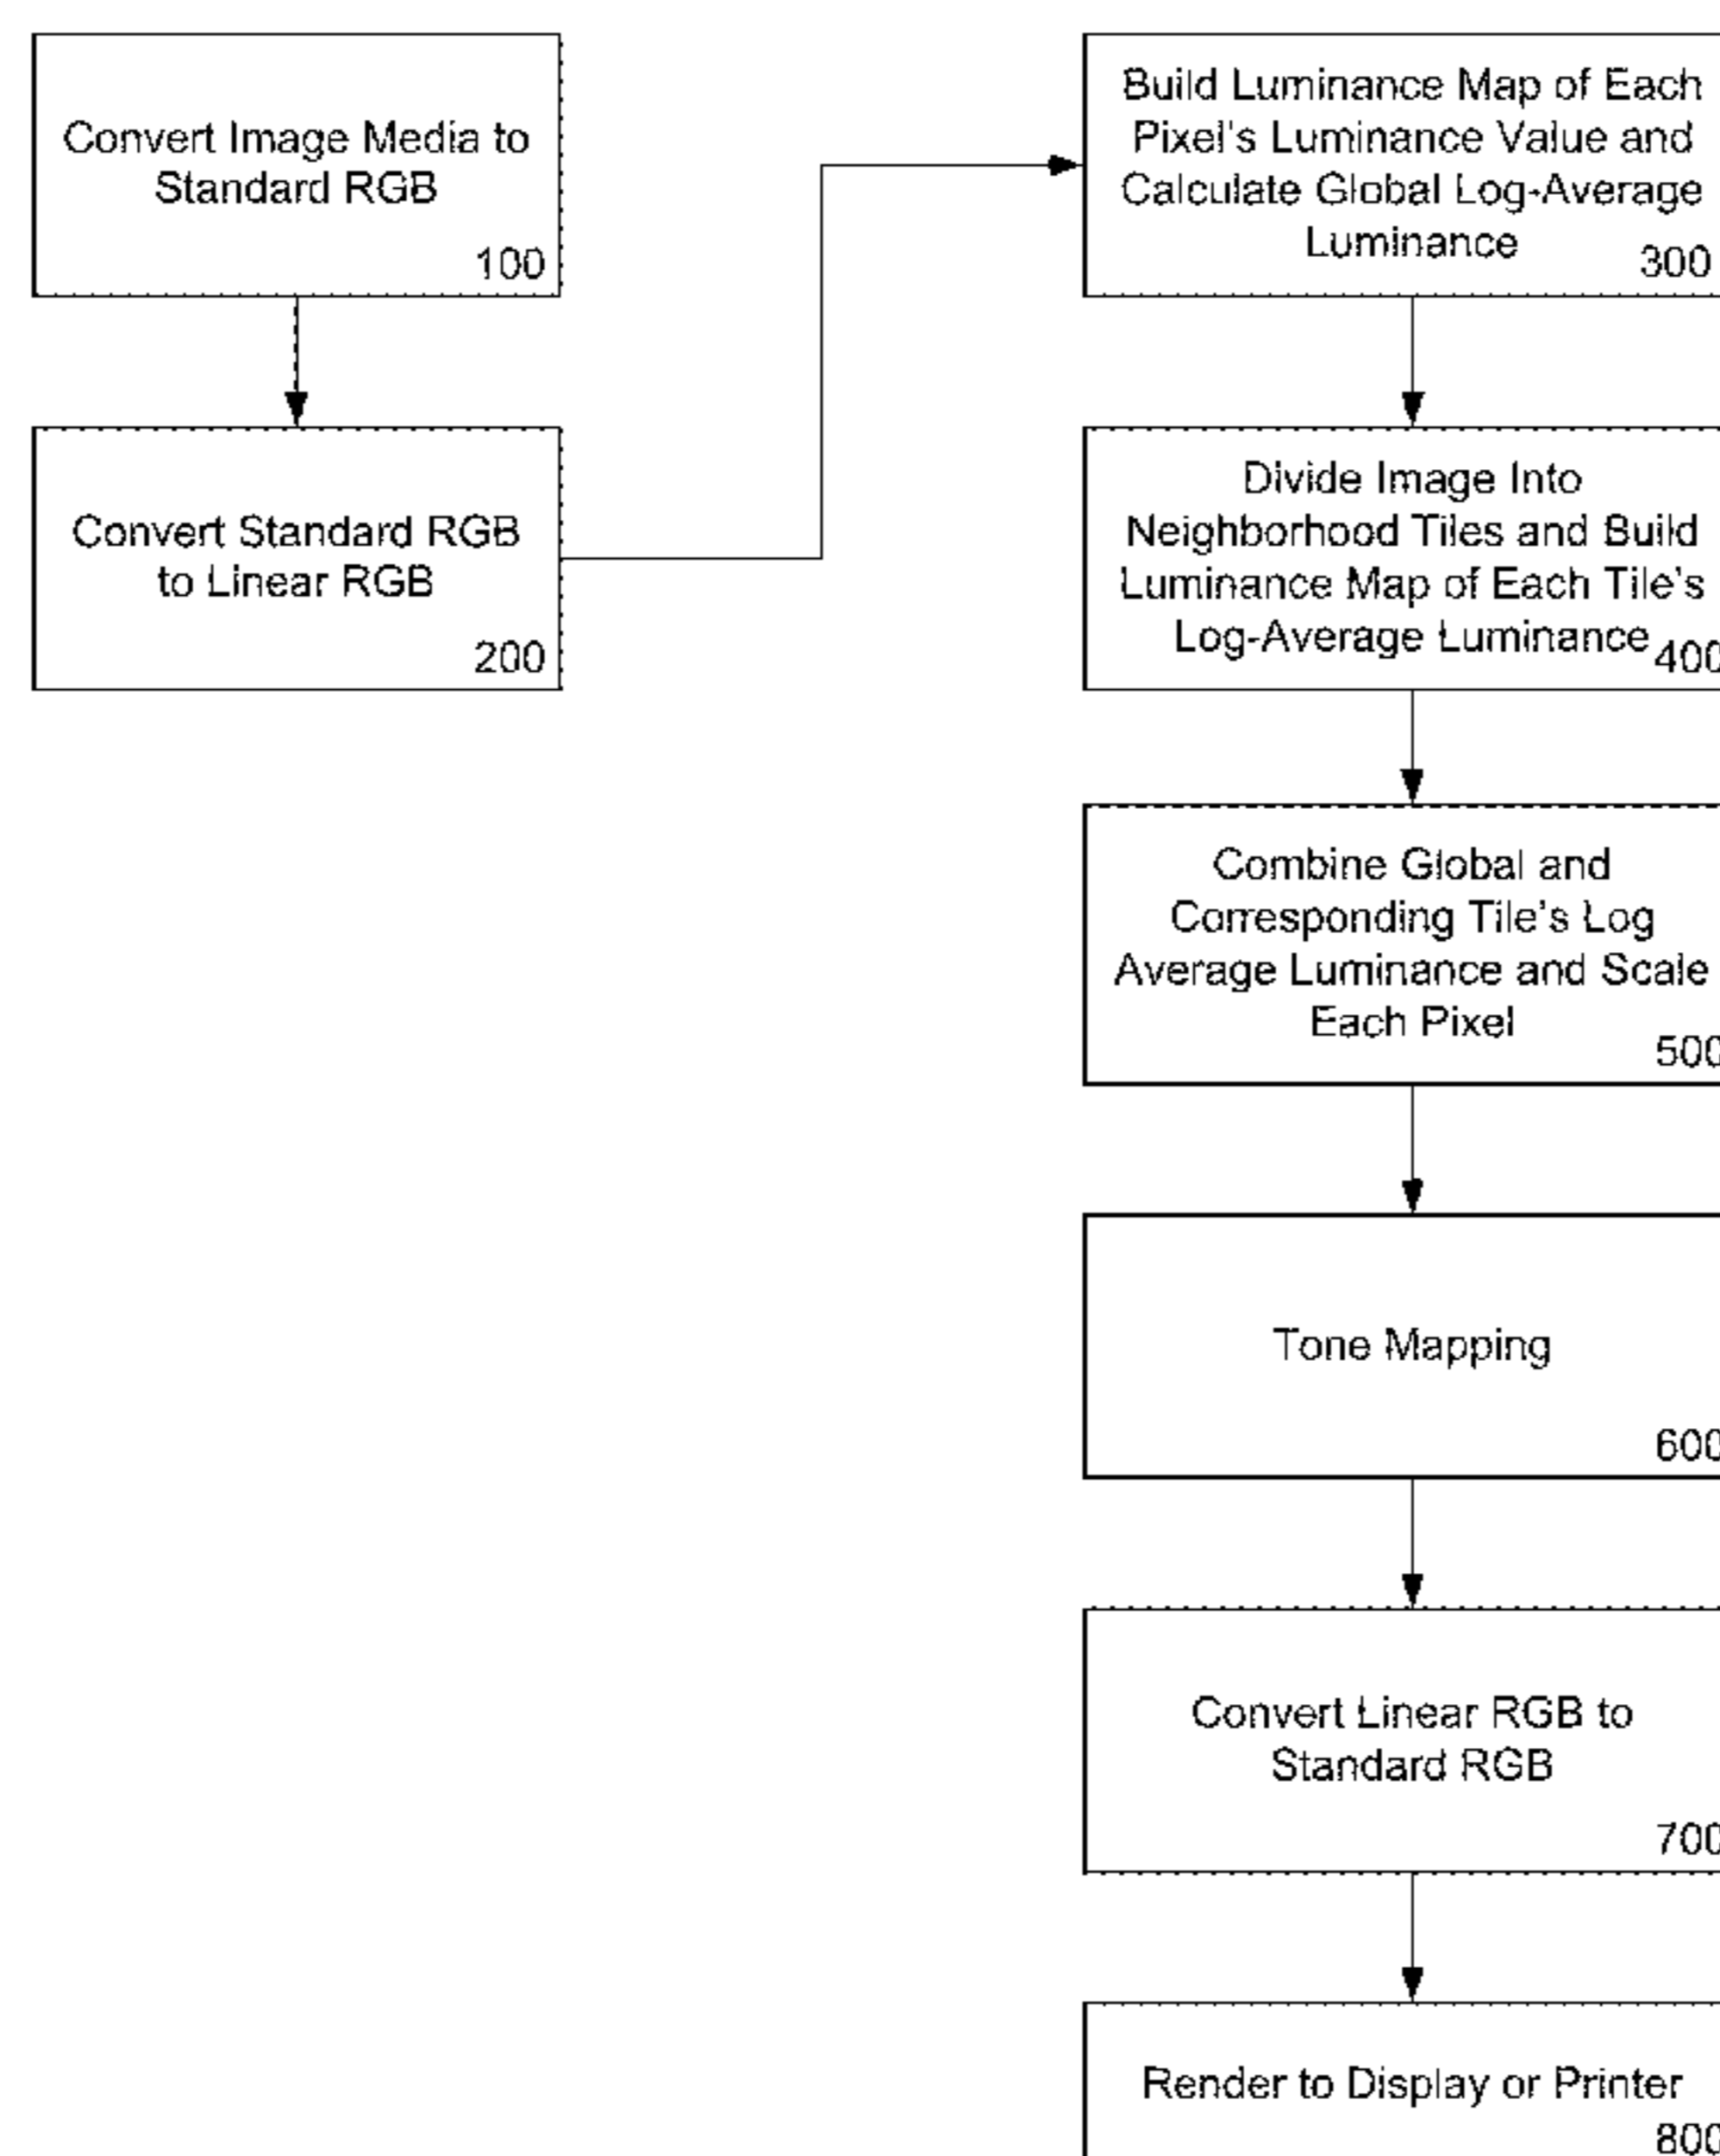 Convert Image Media to
Standard RGB
100
Convert Standard RGB
to Linear RGB
200
Build Luminance Map of Each
Pixel's Luminance Value and
Calculate Global Log-Average
Luminance
300
Divide Image Into
Neighborhood Tiles and Build
Luminance Map of Each Tile's
Log-Average Luminance
400
Combine Global and
Corresponding Tile's Log
Average Luminance and Scale
Each Pixel
500
Tone Mapping
600
Convert Linear RGB to
Standard RGB
700
Render to Display or Printer
800